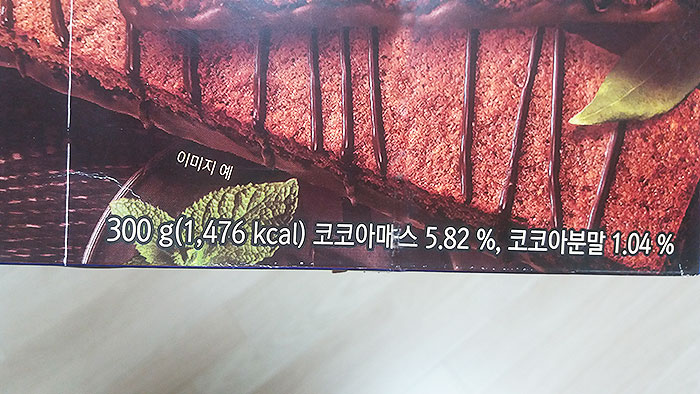 이미지 예
300 g(1,476 kcal) 코코아매스 5.82 %, 코코아분말 1.04 %